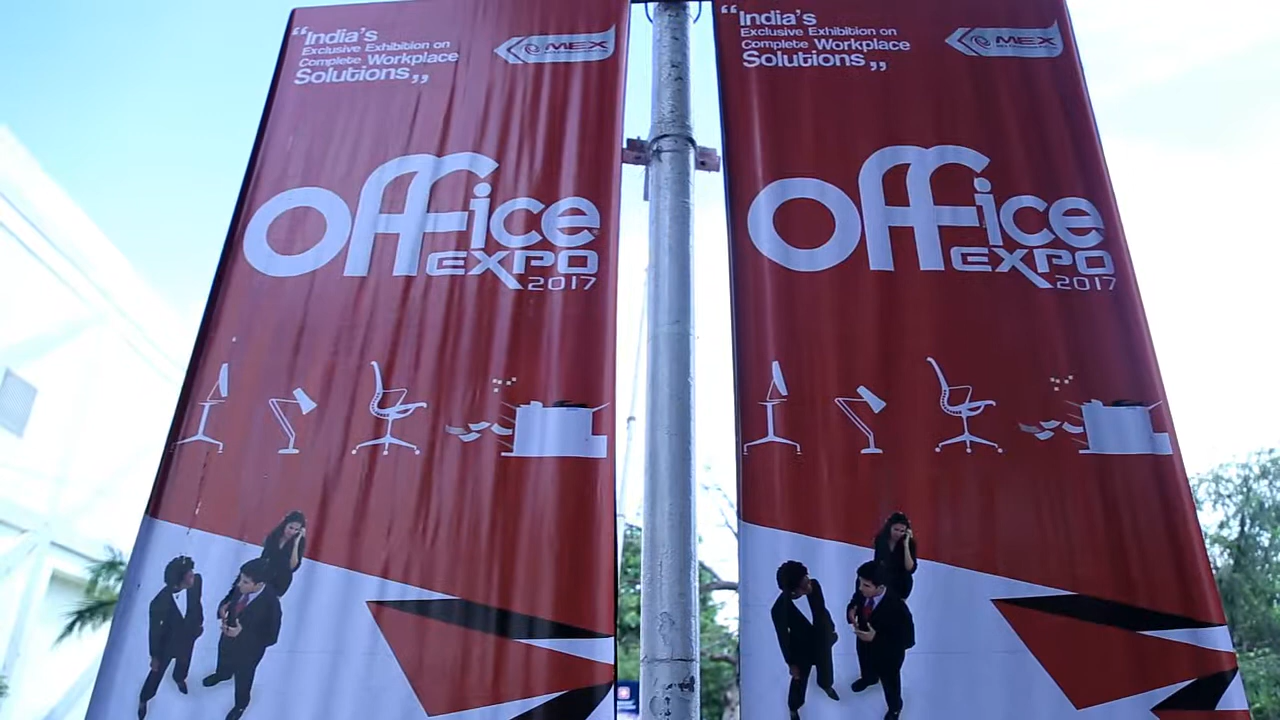 “India's
Exclusive Exhibition on
Complete Workplace
Solutions„
MEX
Office
EXPO
2017
“India's
Exclusive Exhibition on
Complete Workplace
Solutions„
MEX
Office
EXPO
2017